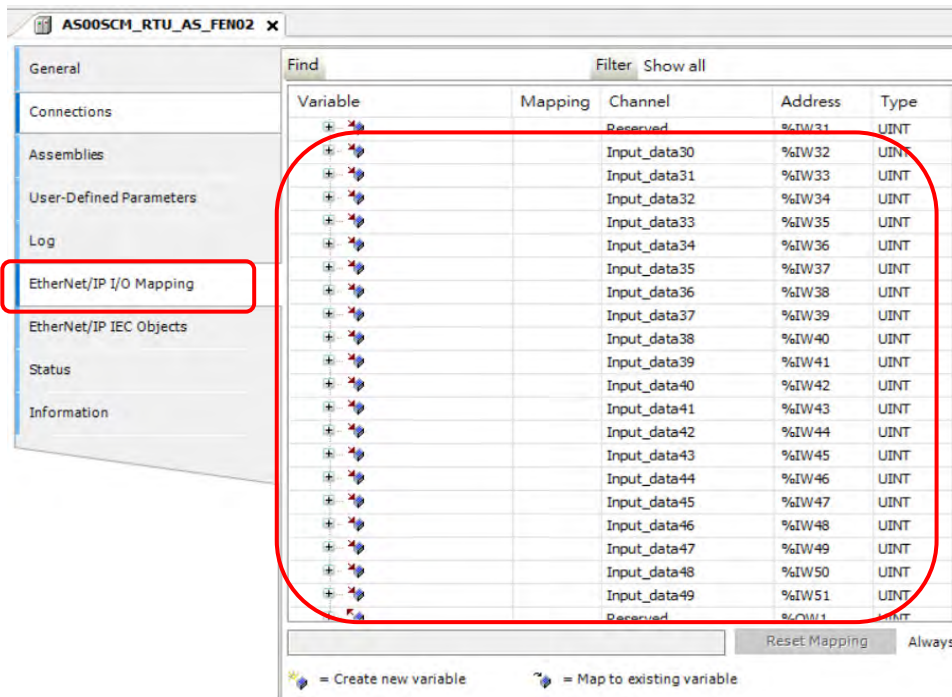 AS00SCM_RTU_AS_FEN02 X
General
Connections
Assemblies
User-Defined Parameters
Log
EtherNet/IP I/O Mapping
EtherNet/IP IEC Objects
Status
Information
Find Filter Show all
Variable Mapping Channel Address Type
Reserved %IW31 UINT
Input_data30 %IW32 UINT
Input_data31 %IW33 UINT
Input_data32 %IW34 UINT
Input_data33 %IW35 UINT
Input_data34 %IW36 UINT
Input_data35 %IW37 UINT
Input_data36 %IW38 UINT
Input_data37 %IW39 UINT
Input_data38 %IW40 UINT
Input_data39 %IW41 UINT
Input_data40 %IW42 UINT
Input_data41 %IW43 UINT
Input_data42 %IW44 UINT
Input_data43 %IW45 UINT
Input_data44 %IW46 UINT
Input_data45 %IW47 UINT
Input_data46 %IW48 UINT
Input_data47 %IW49 UINT
Input_data48 %IW50 UINT
Input_data49 %IW51 UINT
Reserved %QW1 UINT
Reset Mapping Always
= Create new variable = Map to existing variable